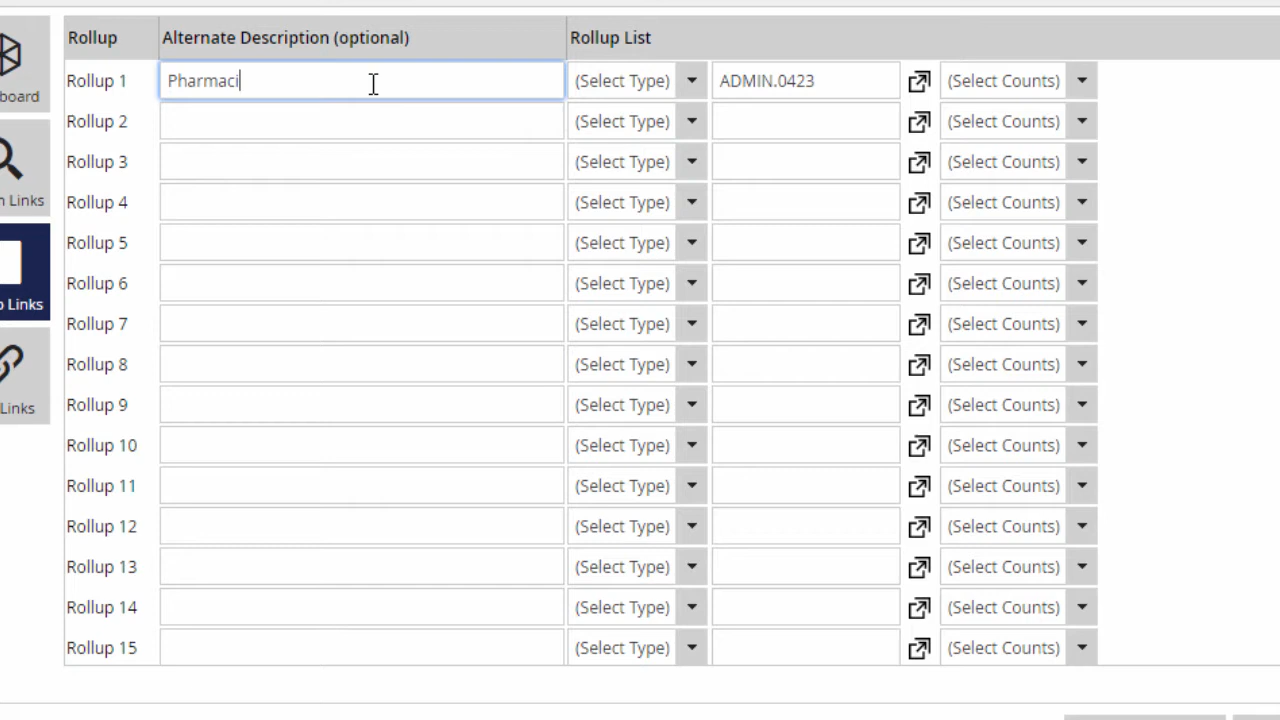 Rollup Alternate Description (optional) Rollup List
Rollup 1 Pharmaci (Select Type) ADMIN.0423 (Select Counts)
board
Rollup 2 (Select Type) (Select Counts)
Rollup 3 (Select Type) (Select Counts)
Rollup 4 (Select Type) (Select Counts)
Links
Rollup 5 (Select Type) (Select Counts)
Rollup 6 (Select Type) (Select Counts)
Links
Rollup 7 (Select Type) (Select Counts)
Rollup 8 (Select Type) (Select Counts)
Rollup 9 (Select Type) (Select Counts)
Links
Rollup 10 (Select Type) (Select Counts)
Rollup 11 (Select Type) (Select Counts)
Rollup 12 (Select Type) (Select Counts)
Rollup 13 (Select Type) (Select Counts)
Rollup 14 (Select Type) (Select Counts)
Rollup 15 (Select Type) (Select Counts)